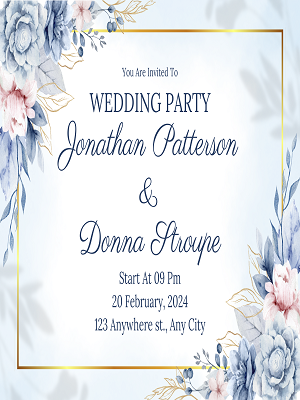 You Are Invited To
WEDDING PARTY
Jonathan Patterson
&
Donna Stroupe
Start At 09 Pm
20 February, 2024
123 Anywhere st., Any City